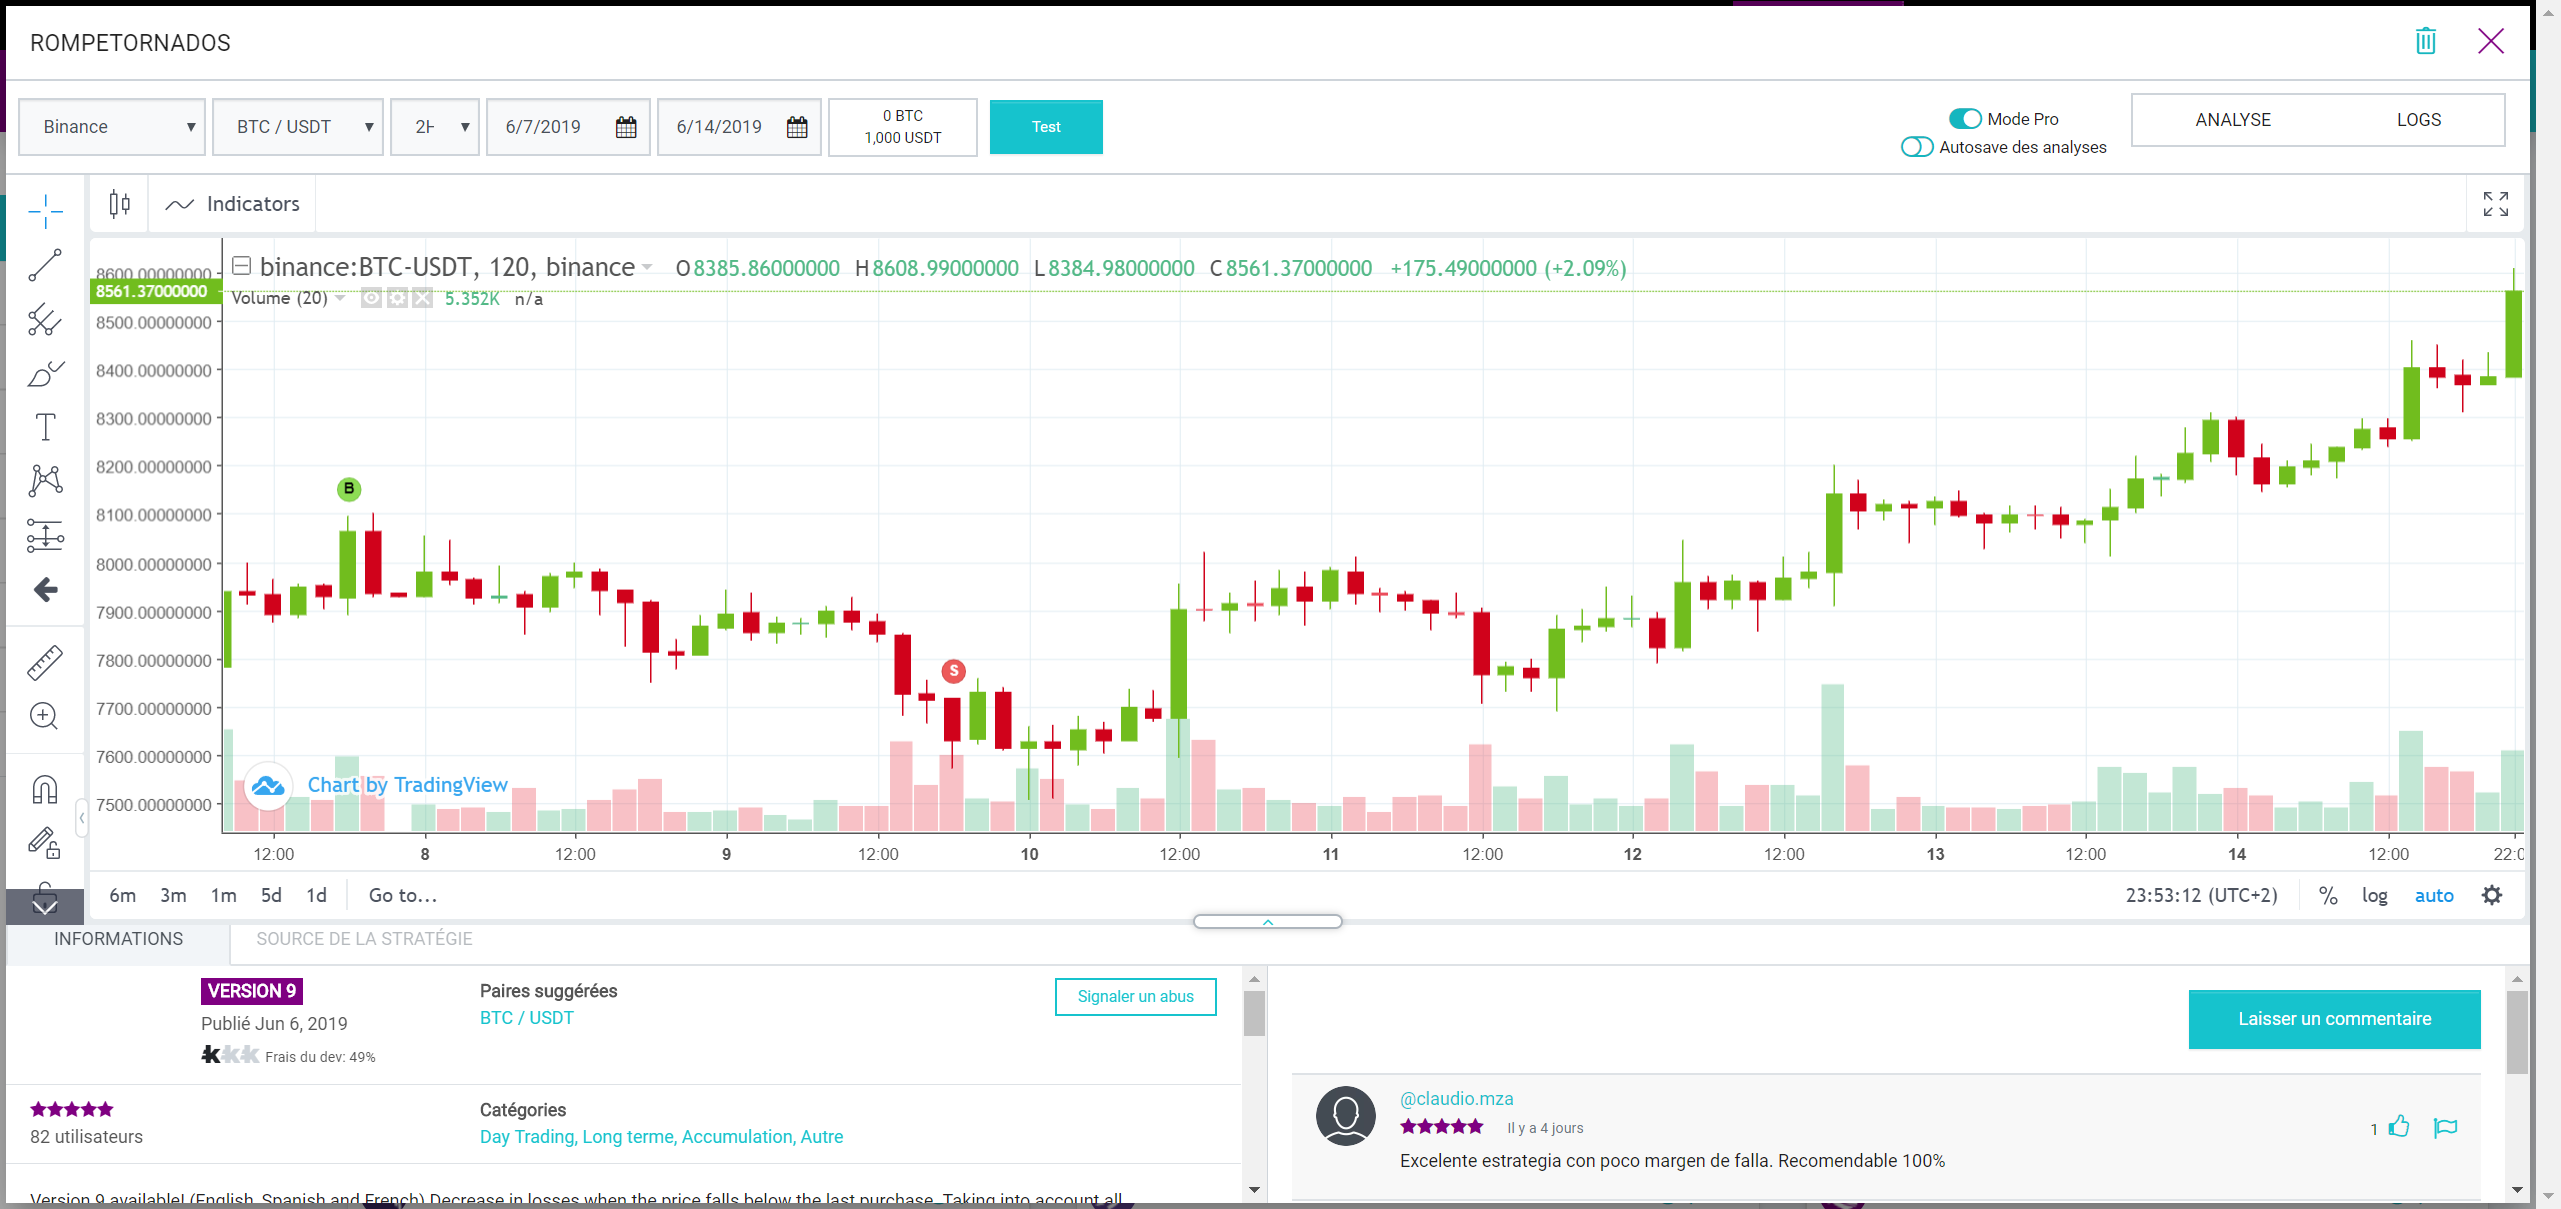 ROMPETORNADOS
Binance ▼ BTC / USDT ▼ 2H ▼ 6/7/2019 6/14/2019
0 BTC
1,000 USDT
Test
Mode Pro
Autosave des analyses
ANALYSE LOGS
Indicators
binance:BTC-USDT, 120, binance O8385.86000000 H8608.99000000 L8384.98000000 C8561.37000000 +175.49000000 (+2.09%)
Volume (20) 5.352K n/a
8600.00000000
8561.37000000
8500.00000000
8400.00000000
8300.00000000
8200.00000000
8100.00000000
8000.00000000
7900.00000000
7800.00000000
7700.00000000
7600.00000000
7500.00000000
B
S
Chart by TradingView
12:00 8 12:00 9 12:00 10 12:00 11 12:00 12 12:00 13 12:00 14 12:00 22:0
6m 3m 1m 5d 1d Go to... 23:53:12 (UTC+2) % log auto
INFORMATIONS SOURCE DE LA STRATÉGIE
VERSION 9
Publié Jun 6, 2019
Frais du dev: 49%
Paires suggérées
BTC / USDT
Signaler un abus
82 utilisateurs
Catégories
Day Trading, Long terme, Accumulation, Autre
Version 9 available! (English, Spanish and French) Decrease in losses when the price falls below the last purchase. Taking into account all
Laisser un commentaire
@claudio.mza
Il y a 4 jours
1
Excelente estrategia con poco margen de falla. Recomendable 100%